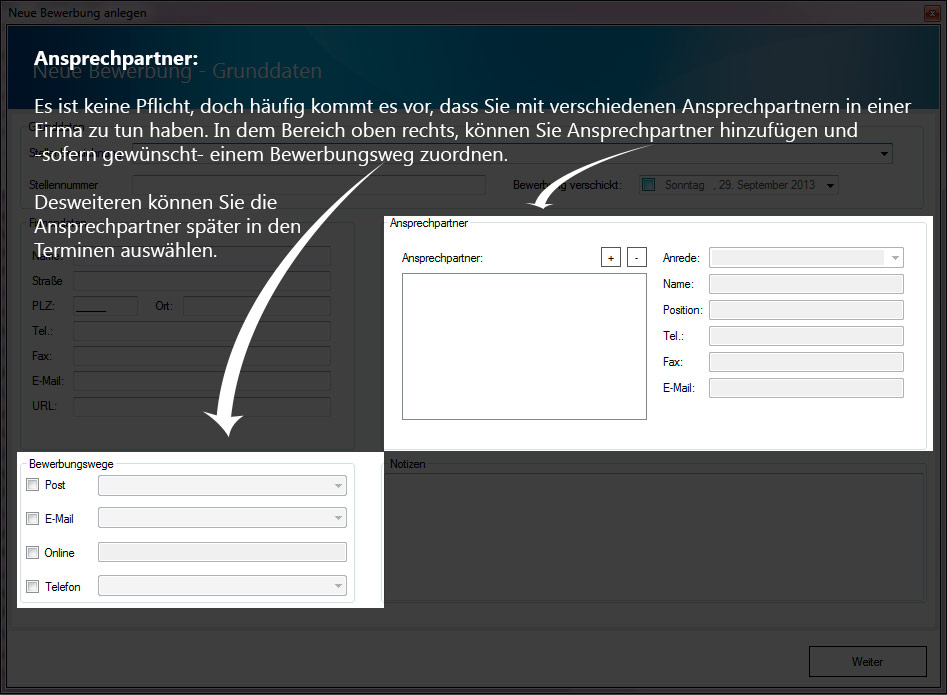 Neue Bewerbung anlegen
Ansprechpartner:
Neue Bewerbung - Grunddaten
Es ist keine Pflicht, doch häufig kommt es vor, dass Sie mit verschiedenen Ansprechpartnern in einer
Firma zu tun haben. In dem Bereich oben rechts, können Sie Ansprechpartner hinzufügen und
-sofern gewünscht- einem Bewerbungsweg zuordnen.
Stellennummer
Bewerbung verschickt:
Sonntag , 29. September 2013
Desweiteren können Sie die
Ansprechpartner später in den
Terminen auswählen.
Name:
Straße
PLZ:
Ort:
Tel.:
Fax:
E-Mail:
URL:
Ansprechpartner
Ansprechpartner:
+
-
Anrede:
Name:
Position:
Tel.:
Fax:
E-Mail:
Bewerbungswege
Post
E-Mail
Online
Telefon
Notizen
Weiter